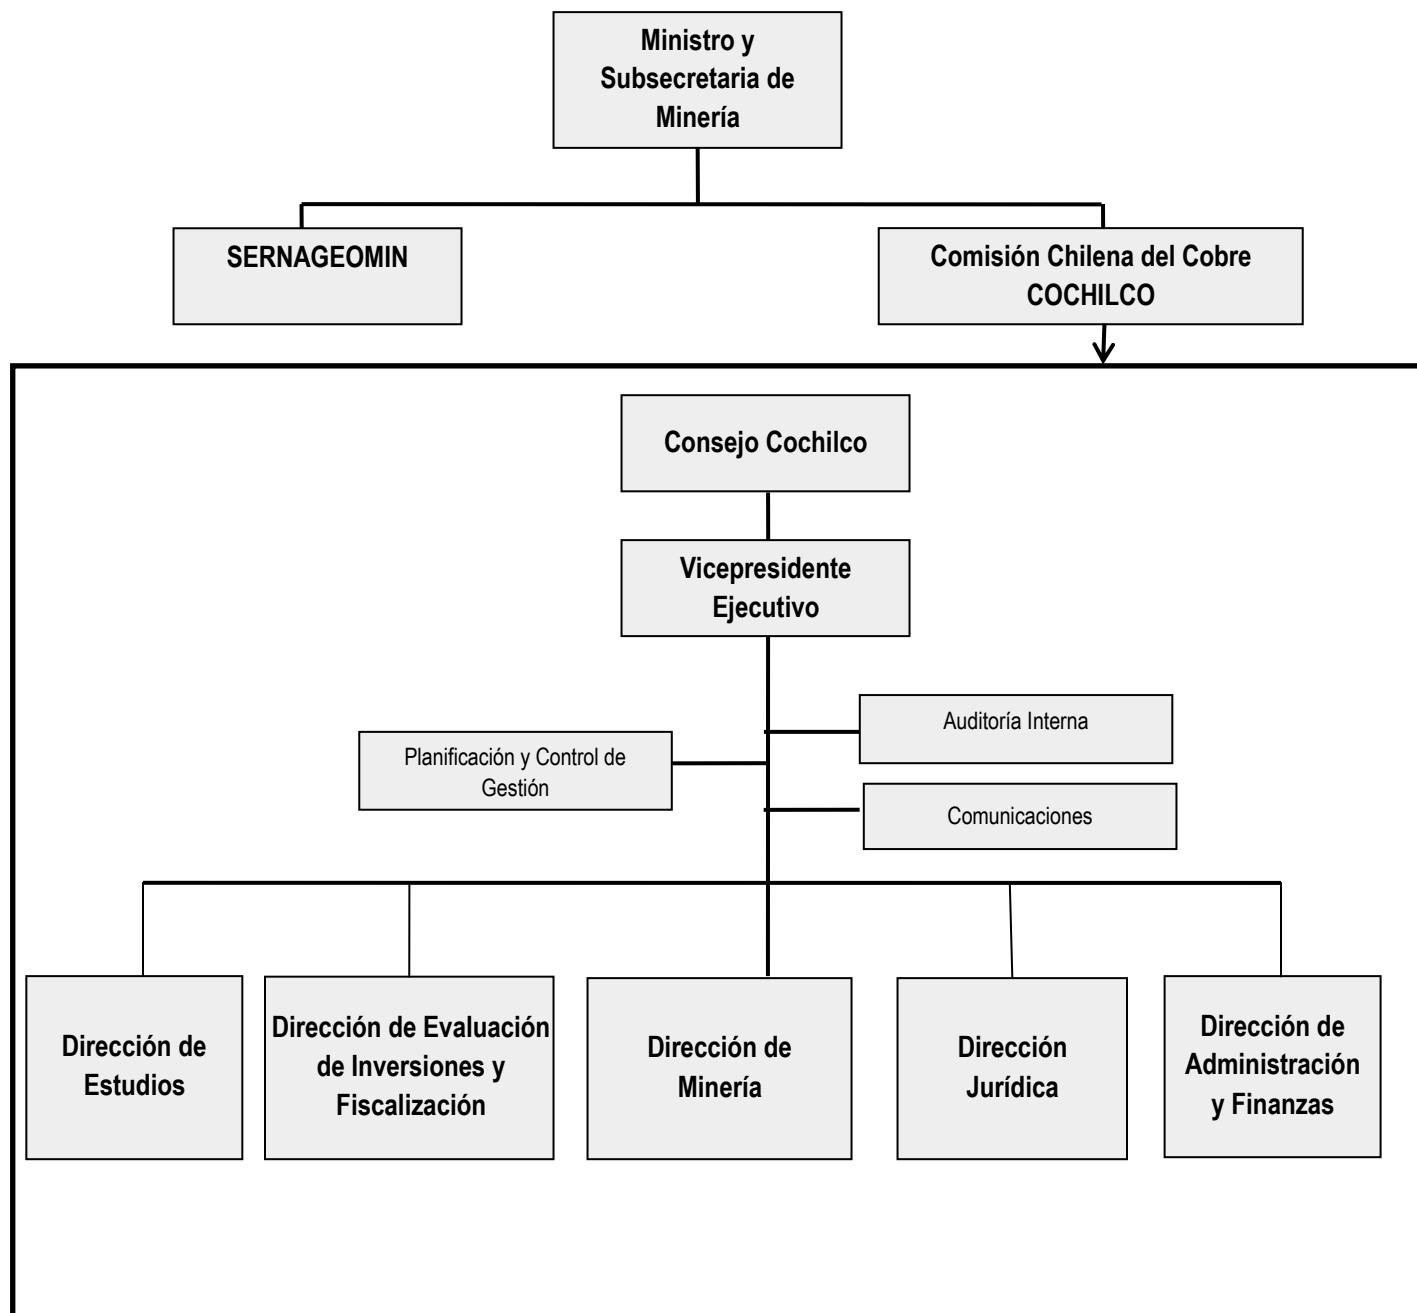 Ministro y
Subsecretaria de
Minería
SERNAGEOMIN
Comisión Chilena del Cobre
COCHILCO
Consejo Cochilco
Vicepresidente
Ejecutivo
Auditoría Interna
Planificación y Control de
Gestión
Comunicaciones
Dirección de
Estudios
Dirección de Evaluación
de Inversiones y
Fiscalización
Dirección de
Minería
Dirección
Jurídica
Dirección de
Administración
y Finanzas